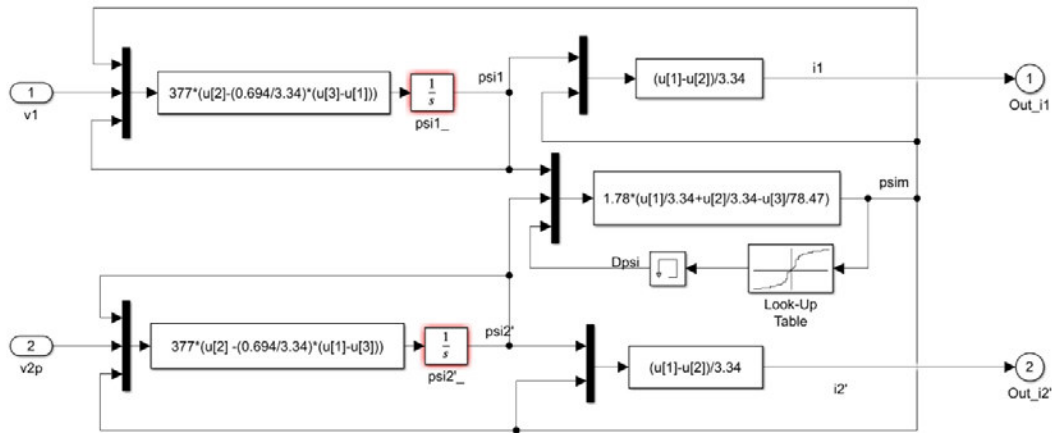 1
v1
377*(u[2]-(0.694/3.34)*(u[3]-u[1]))
1
s
psi1_
psi1
(u[1]-u[2])/3.34
i1
1
Out_i1
1.78*(u[1]/3.34+u[2]/3.34-u[3]/78.47)
psim
Dpsi
Look-Up
Table
2
v2p
377*(u[2] -(0.694/3.34)*(u[1]-u[3]))
1
s
psi2'_
psi2'
(u[1]-u[2])/3.34
i2'
2
Out_i2'